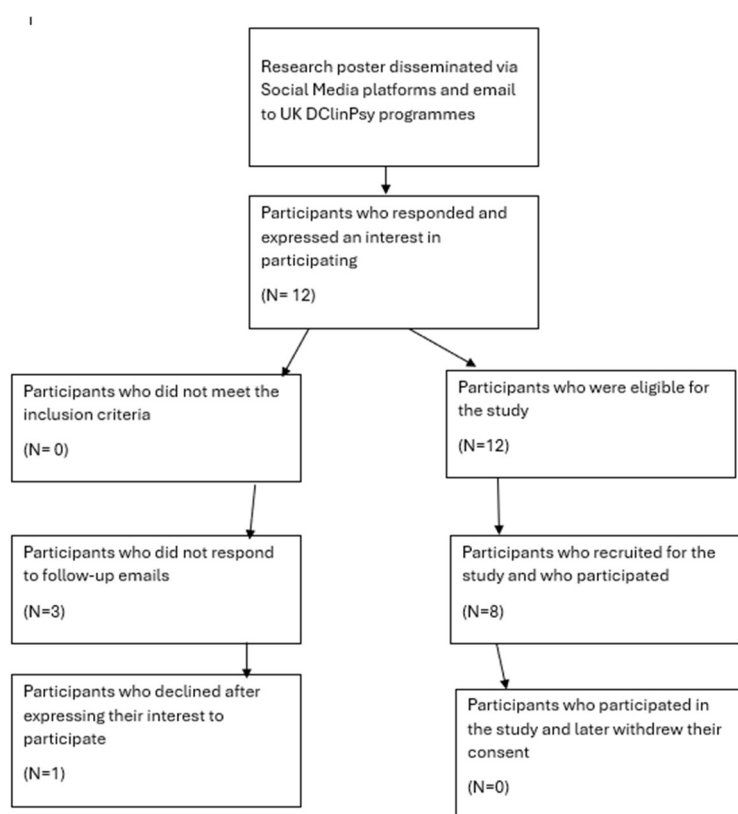 Research poster disseminated via
Social Media platforms and email
to UK DClinPsy programmes
Participants who responded and
expressed an interest in
participating
(N= 12)
Participants who did not meet the
inclusion criteria
(N= 0)
Participants who were eligible for
the study
(N=12)
Participants who did not respond
to follow-up emails
(N=3)
Participants who recruited for the
study and who participated
(N=8)
Participants who declined after
expressing their interest to
participate
(N=1)
Participants who participated in
the study and later withdrew their
consent
(N=0)